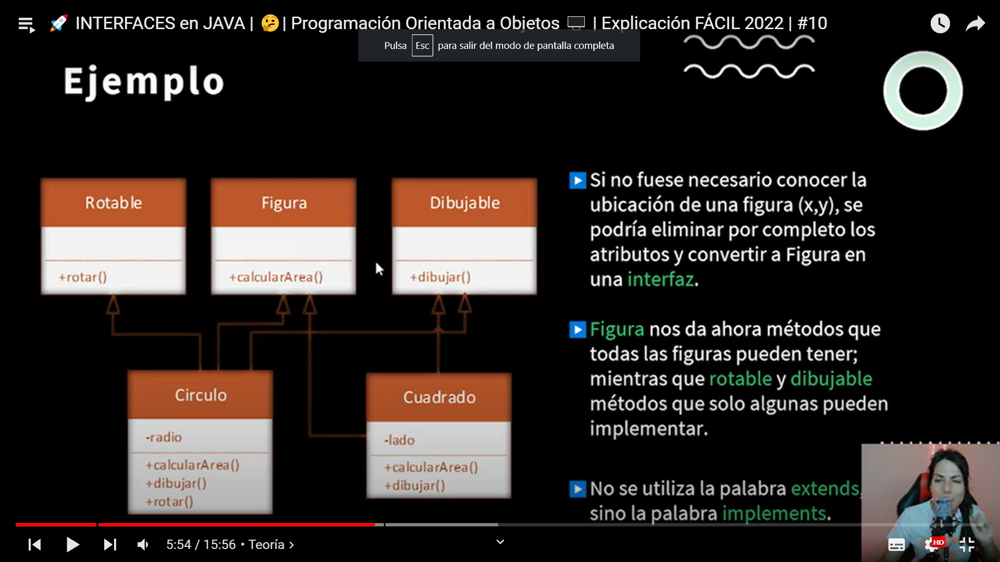 INTERFACES en JAVA | 🤔 | Programación Orientada a Objetos 🖥️ | Explicación FÁCIL 2022 | #10
Pulsa Esc para salir del modo de pantalla completa
Ejemplo
Rotable
+rotar()
Figura
+calcularArea()
Dibujable
+dibujar()
Circulo
-radio
+calcularArea()
+dibujar()
+rotar()
Cuadrado
-lado
+calcularArea()
+dibujar()
Si no fuese necesario conocer la
ubicación de una figura (x,y), se
podría eliminar por completo los
atributos y convertir a Figura en
una interfaz.
Figura nos da ahora métodos que
todas las figuras pueden tener;
mientras que rotable y dibujable
métodos que solo algunas pueden
implementar.
No se utiliza la palabra extends,
sino la palabra implements.
5:54 / 15:56 • Teoría
HD